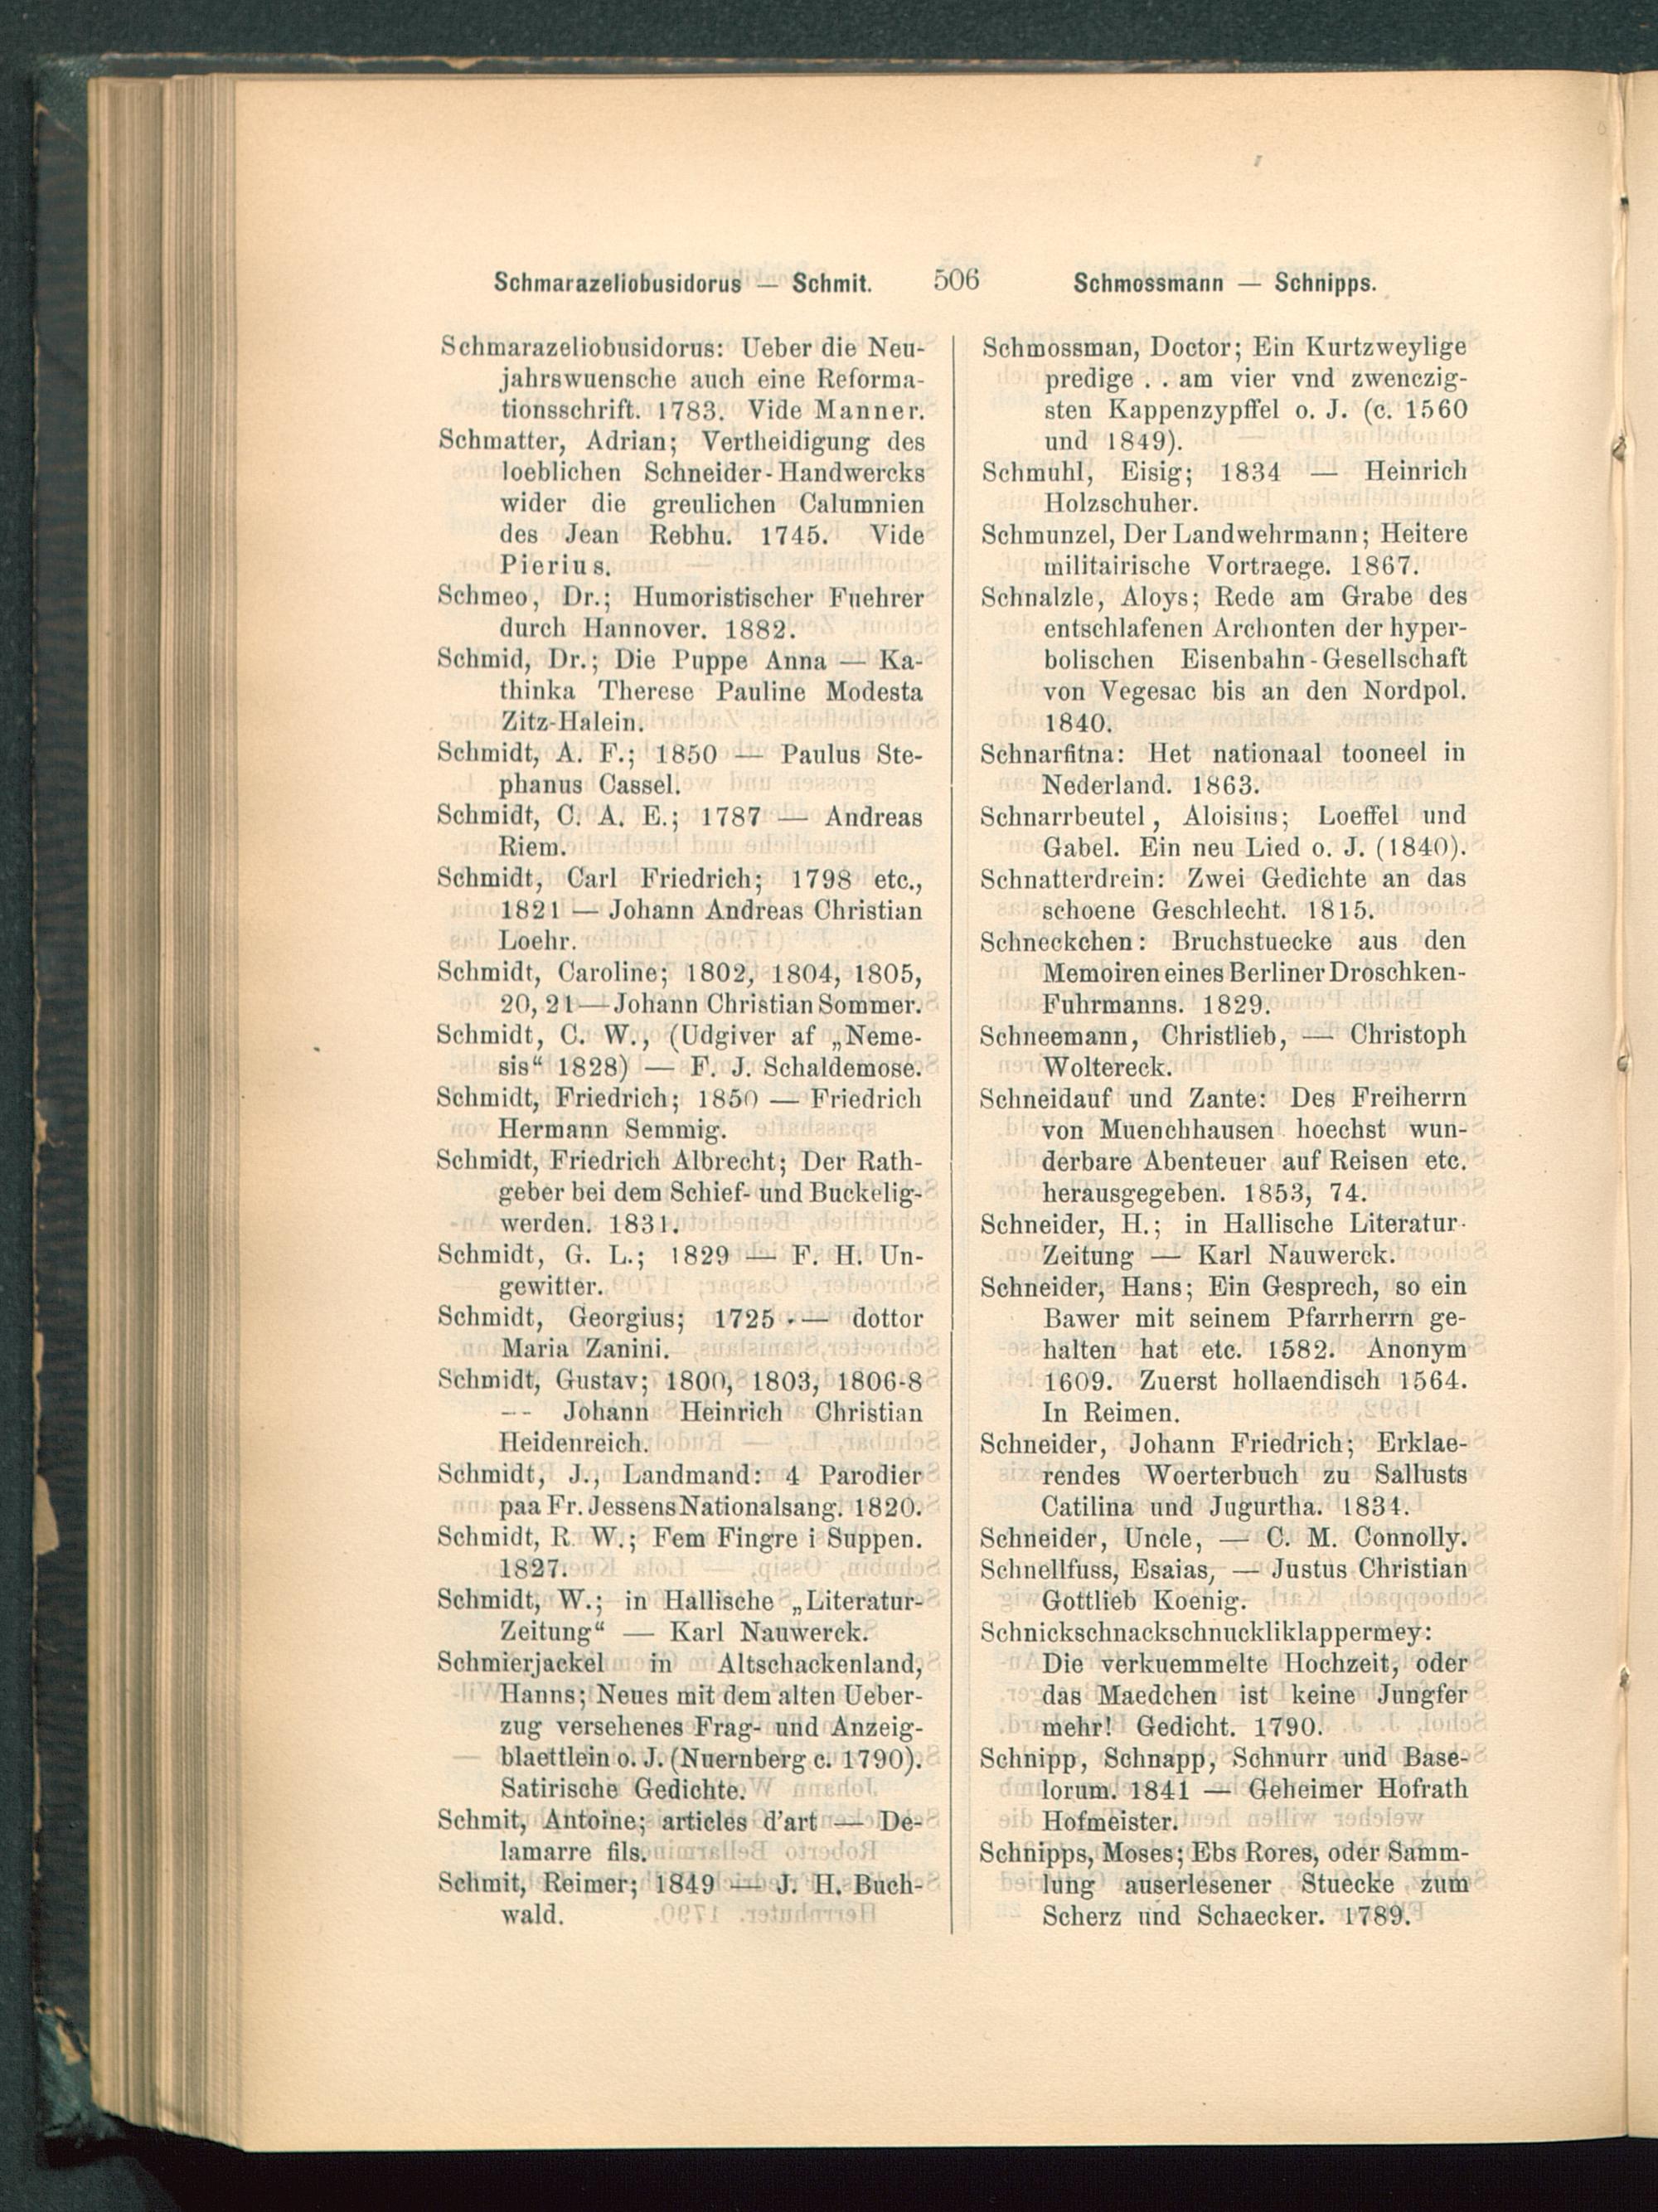 Schmarazeliobusidorus — Schmit. 506 Schmossmann — Schnipps.
Schmarazeliobusidorus: Ueber die Neu-
jahrswuensche auch eine Reforma-
tionsschrift. 1783. Vide Manner.
Schmatter, Adrian; Vertheidigung des
loeblichen Schneider-Handwercks
wider die greulichen Calumnien
des Jean Rebhu. 1745. Vide
Pierius.
Schmeo, Dr.; Humoristischer Fuehrer
durch Hannover. 1882.
Schmid, Dr.; Die Puppe Anna — Ka-
thinka Therese Pauline Modesta
Zitz-Halein.
Schmidt, A. F.; 1850 — Paulus Ste-
phanus Cassel.
Schmidt, C. A. E.; 1787 — Andreas
Riem.
Schmidt, Carl Friedrich; 1798 etc.,
1821 — Johann Andreas Christian
Loehr.
Schmidt, Caroline; 1802, 1804, 1805,
20, 21 — Johann Christian Sommer.
Schmidt, C. W., (Udgiver af „Neme-
sis“ 1828) — F. J. Schaldemose.
Schmidt, Friedrich; 1850 — Friedrich
Hermann Semmig.
Schmidt, Friedrich Albrecht; Der Rath-
geber bei dem Schief- und Buckelig-
werden. 1831.
Schmidt, G. L.; 1829 — F. H. Un-
gewitter.
Schmidt, Georgius; 1725 — dottor
Maria Zanini.
Schmidt, Gustav; 1800, 1803, 1806-8
— Johann Heinrich Christian
Heidenreich.
Schmidt, J., Landmand: 4 Parodier
paa Fr. Jessens Nationalsang. 1820.
Schmidt, R. W.; Fem Fingre i Suppen.
1827.
Schmidt, W.; in Hallische „Literatur-
Zeitung“ — Karl Nauwerck.
Schmierjackel in Altschackenland,
Hanns; Neues mit dem alten Ueber-
zug versehenes Frag- und Anzeig-
blaettlein o. J. (Nuernberg c. 1790).
Satirische Gedichte.
Schmit, Antoine; articles d'art — De-
lamarre fils.
Schmit, Reimer; 1849 — J. H. Buch-
wald.
Schmossman, Doctor; Ein Kurtzweylige
predige . . am vier vnd zwenczig-
sten Kappenzypffel o. J. (c. 1560
und 1849).
Schmuhl, Eisig; 1834 — Heinrich
Holzschuher.
Schmunzel, Der Landwehrmann; Heitere
militairische Vortraege. 1867.
Schnalzle, Aloys; Rede am Grabe des
entschlafenen Archonten der hyper-
bolischen Eisenbahn-Gesellschaft
von Vegesac bis an den Nordpol.
1840.
Schnarfitna: Het nationaal tooneel in
Nederland. 1863.
Schnarrbeutel, Aloisius; Loeffel und
Gabel. Ein neu Lied o. J. (1840).
Schnatterdrein: Zwei Gedichte an das
schoene Geschlecht. 1815.
Schneckchen: Bruchstuecke aus den
Memoiren eines Berliner Droschken-
Fuhrmanns. 1829.
Schneemann, Christlieb, — Christoph
Woltereck.
Schneidauf und Zante: Des Freiherrn
von Muenchhausen hoechst wun-
derbare Abenteuer auf Reisen etc.
herausgegeben. 1853, 74.
Schneider, H.; in Hallische Literatur-
Zeitung — Karl Nauwerck.
Schneider, Hans; Ein Gesprech, so ein
Bawer mit seinem Pfarrherrn ge-
halten hat etc. 1582. Anonym
1609. Zuerst hollaendisch 1564.
In Reimen.
Schneider, Johann Friedrich; Erklae-
rendes Woerterbuch zu Sallusts
Catilina und Jugurtha. 1834.
Schneider, Uncle, — C. M. Connolly.
Schnellfuss, Esaias, — Justus Christian
Gottlieb Koenig.
Schnickschnackschnuckliklappermey:
Die verkuemmelte Hochzeit, oder
das Maedchen ist keine Jungfer
mehr! Gedicht. 1790.
Schnipp, Schnapp, Schnurr und Base-
lorum. 1841 — Geheimer Hofrath
Hofmeister.
Schnipps, Moses; Ebs Rores, oder Samm-
lung auserlesener Stuecke zum
Scherz und Schaecker. 1789.